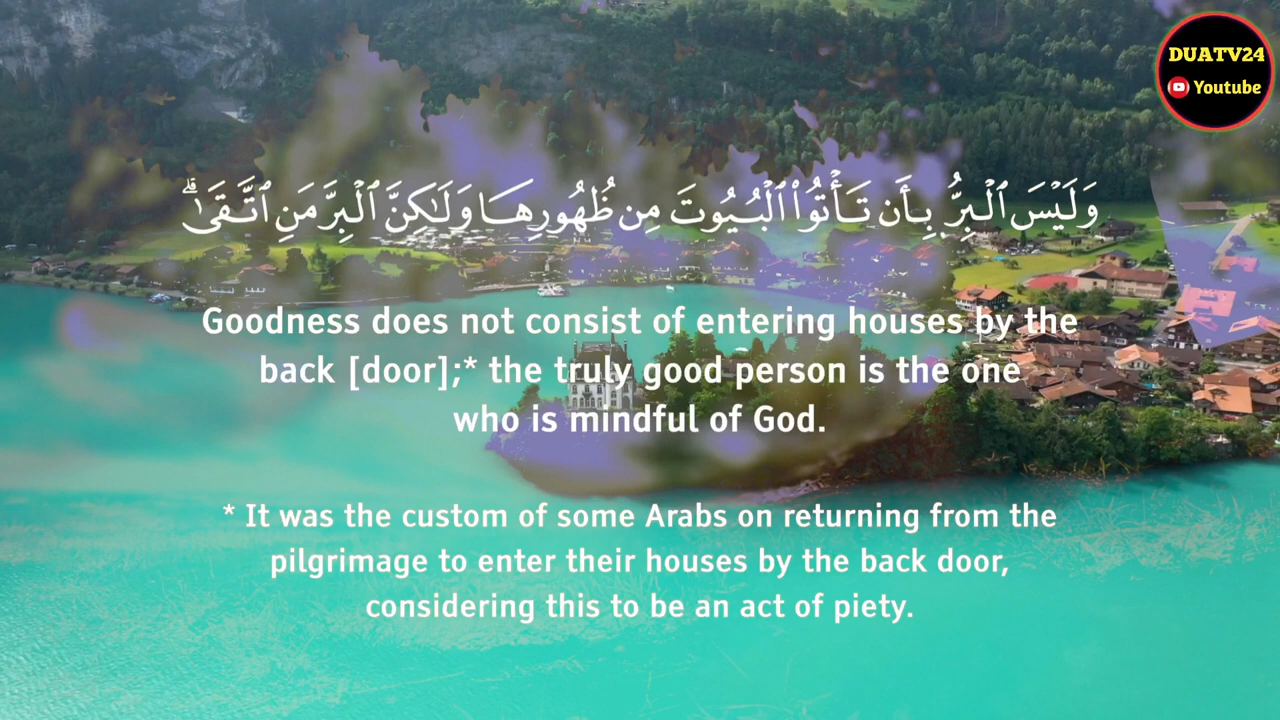 DUATV24
Youtube
وَلَيْسَ ٱلْبِرُّ بِأَن تَأْتُوا۟ ٱلْبُيُوتَ مِن ظُهُورِهَا وَلَـٰكِنَّ ٱلْبِرَّ مَنِ ٱتَّقَىٰ ۗ
Goodness does not consist of entering houses by the
back [door];* the truly good person is the one
who is mindful of God.
* It was the custom of some Arabs on returning from the
pilgrimage to enter their houses by the back door,
considering this to be an act of piety.